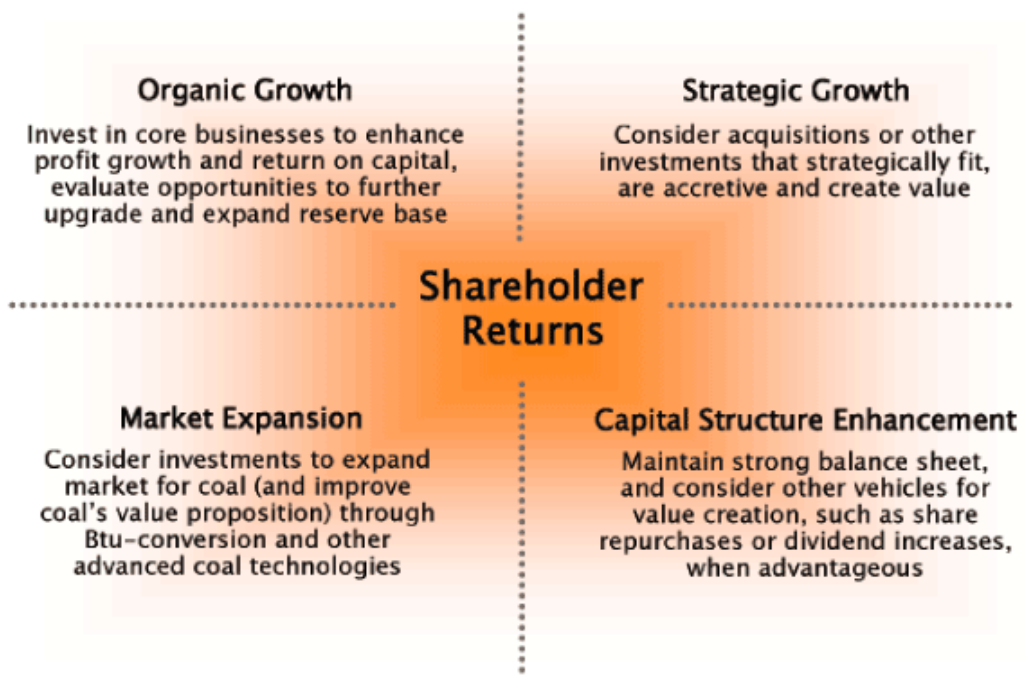 Organic Growth
Invest in core businesses to enhance
profit growth and return on capital,
evaluate opportunities to further
upgrade and expand reserve base
Strategic Growth
Consider acquisitions or other
investments that strategically fit,
are accretive and create value
Shareholder
Returns
Market Expansion
Consider investments to expand
market for coal (and improve
coal's value proposition) through
Btu-conversion and other
advanced coal technologies
Capital Structure Enhancement
Maintain strong balance sheet,
and consider other vehicles for
value creation, such as share
repurchases or dividend increases,
when advantageous